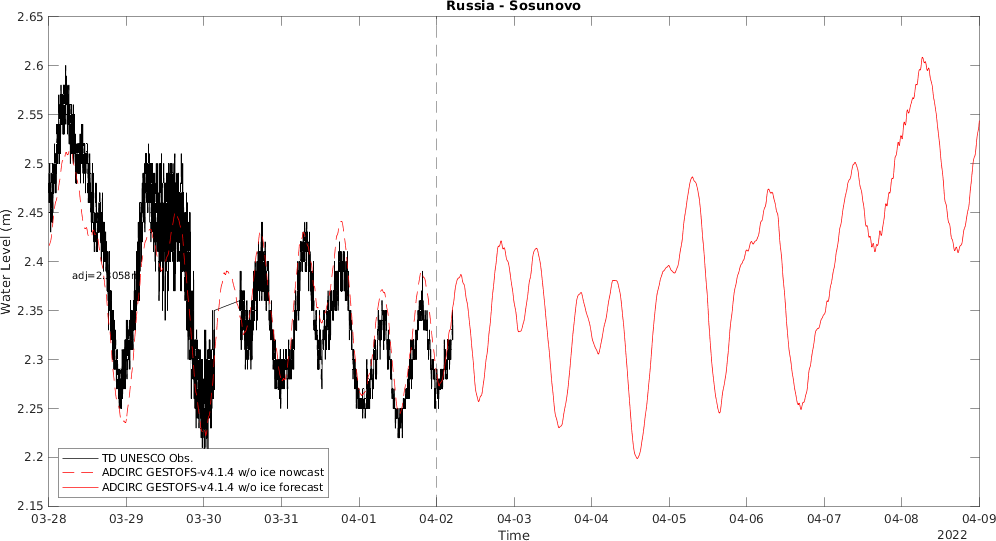 Russia - Sosunovo
Water Level (m)
2.65
2.6
2.55
2.5
2.45
2.4
2.35
2.3
2.25
2.2
2.15
TD UNESCO Obs.
ADCIRC GESTOFS-v4.1.4 w/o ice nowcast
ADCIRC GESTOFS-v4.1.4 w/o ice forecast
03-28 03-29 03-30 03-31 04-01 04-02 04-03 04-04 04-05 04-06 04-07 04-08 04-09
Time
2022